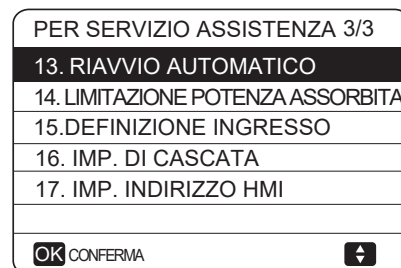 PER SERVIZIO ASSISTENZA 3/3
13. RIAVVIO AUTOMATICO
14. LIMITAZIONE POTENZA ASSORBITA
15.DEFINIZIONE INGRESSO
16. IMP. DI CASCATA
17. IMP. INDIRIZZO HMI
OK CONFERMA